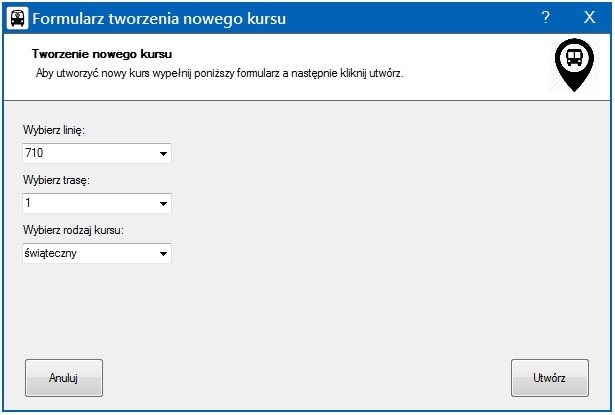 Formularz tworzenia nowego kursu ? X
Tworzenie nowego kursu
Aby utworzyć nowy kurs wypełnij poniższy formularz a następnie kliknij utwórz.
Wybierz linię:
710
Wybierz trasę:
1
Wybierz rodzaj kursu:
świąteczny
Anuluj Utwórz